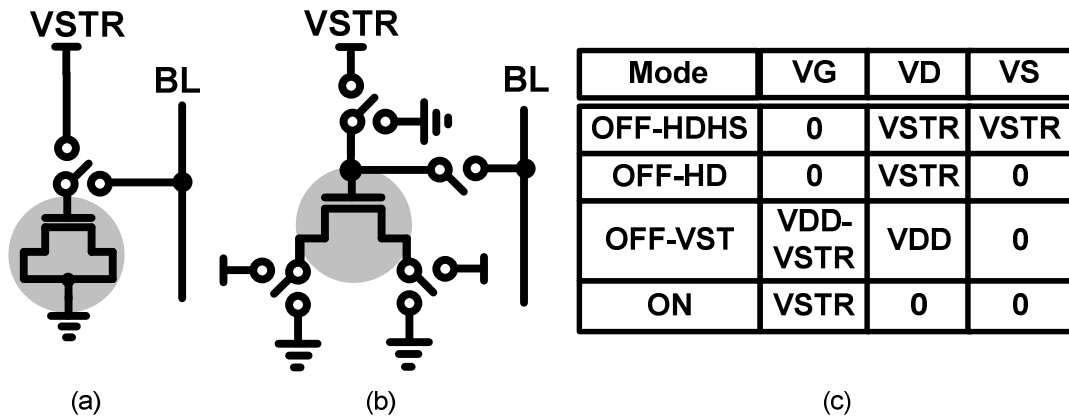 VSTR
BL
(a)
VSTR
BL
(b)
Mode VG VD VS
OFF-HDHS 0 VSTR VSTR
OFF-HD 0 VSTR 0
OFF-VST VDD-
VSTR VDD 0
ON VSTR 0 0
(c)